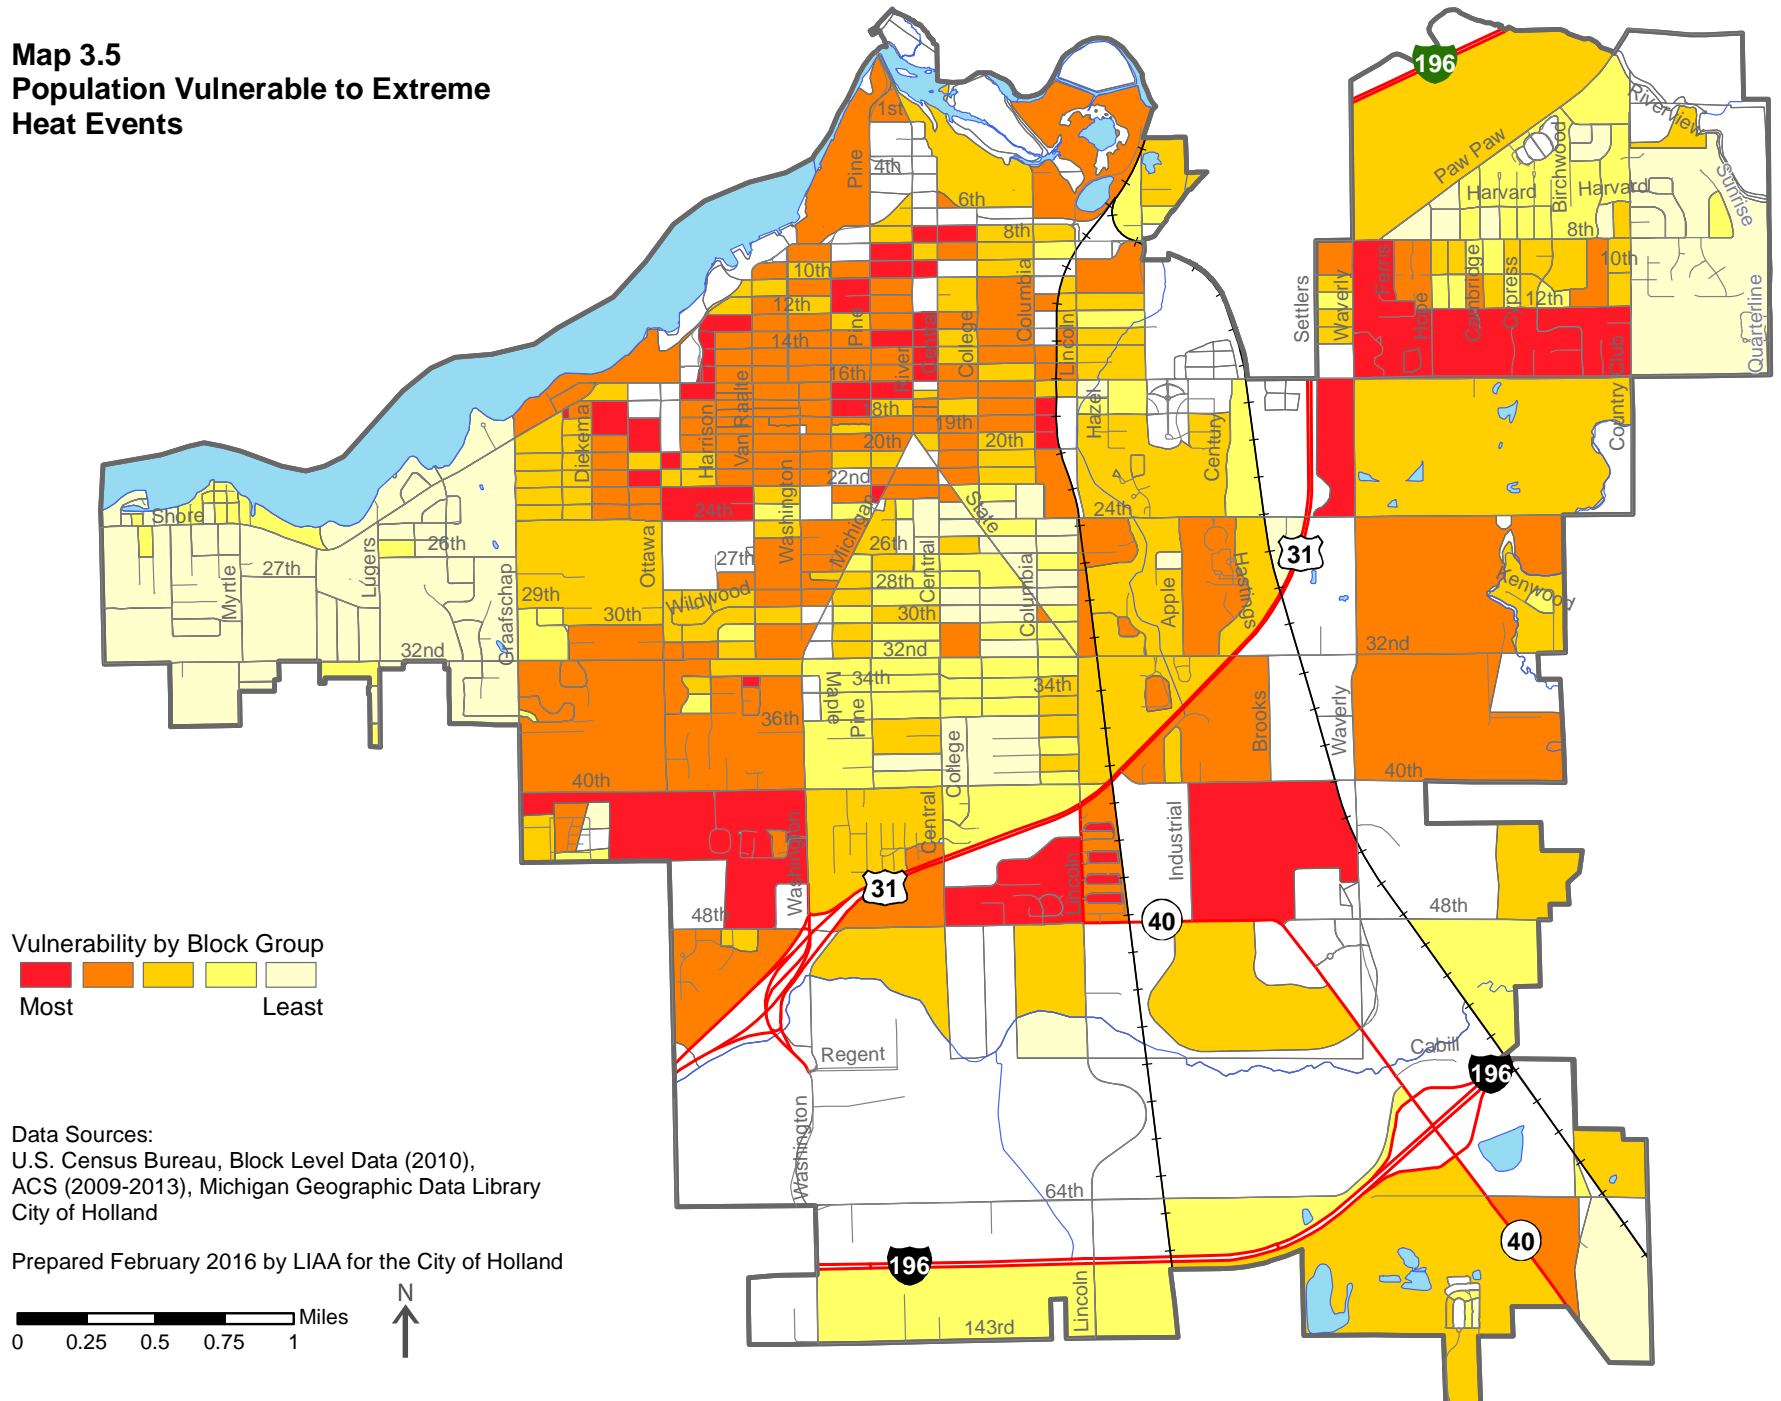 Map 3.5
Population Vulnerable to Extreme
Heat Events
196
1st
Pine
4th
6th
8th
10th
12th
14th
16th
18th
19th
20th
20th
22nd
24th
24th
Pine
River
Central
College
Columbia
Lincoln
Diekema
Harrison
Van Raalte
Washington
Michigan
State
Hazel
Century
Paw Paw
Birchwood
Harvard
Harvard
Riverview
Sunrise
8th
10th
12th
Settlers
Waverly
Ferris
Hope
Cambridge
Cypress
Club
Country
Quarterline
Shore
26th
27th
Myrtle
Lugers
Graafschap
32nd
Ottawa
27th
29th
30th
Wildwood
26th
28th
30th
32nd
Central
Columbia
Apple
Hastings
31
Kenwood
32nd
34th
34th
Maple
Pine
36th
40th
College
Central
Brooks
Waverly
40th
Washington
Lincoln
Industrial
31
48th
40
48th
Vulnerability by Block Group
Most
Least
Regent
Cabill
196
Washington
64th
196
40
Lincoln
143rd
Data Sources:
U.S. Census Bureau, Block Level Data (2010),
ACS (2009-2013), Michigan Geographic Data Library
City of Holland
Prepared February 2016 by LIAA for the City of Holland
N
Miles
0 0.25 0.5 0.75 1